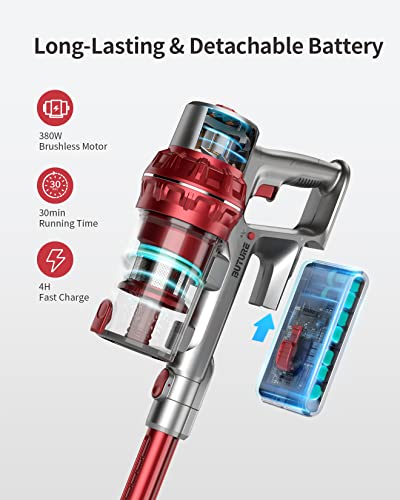 Long-Lasting & Detachable Battery
380W
Brushless Motor
30
30min
Running Time
4H
Fast Charge
BUTURE